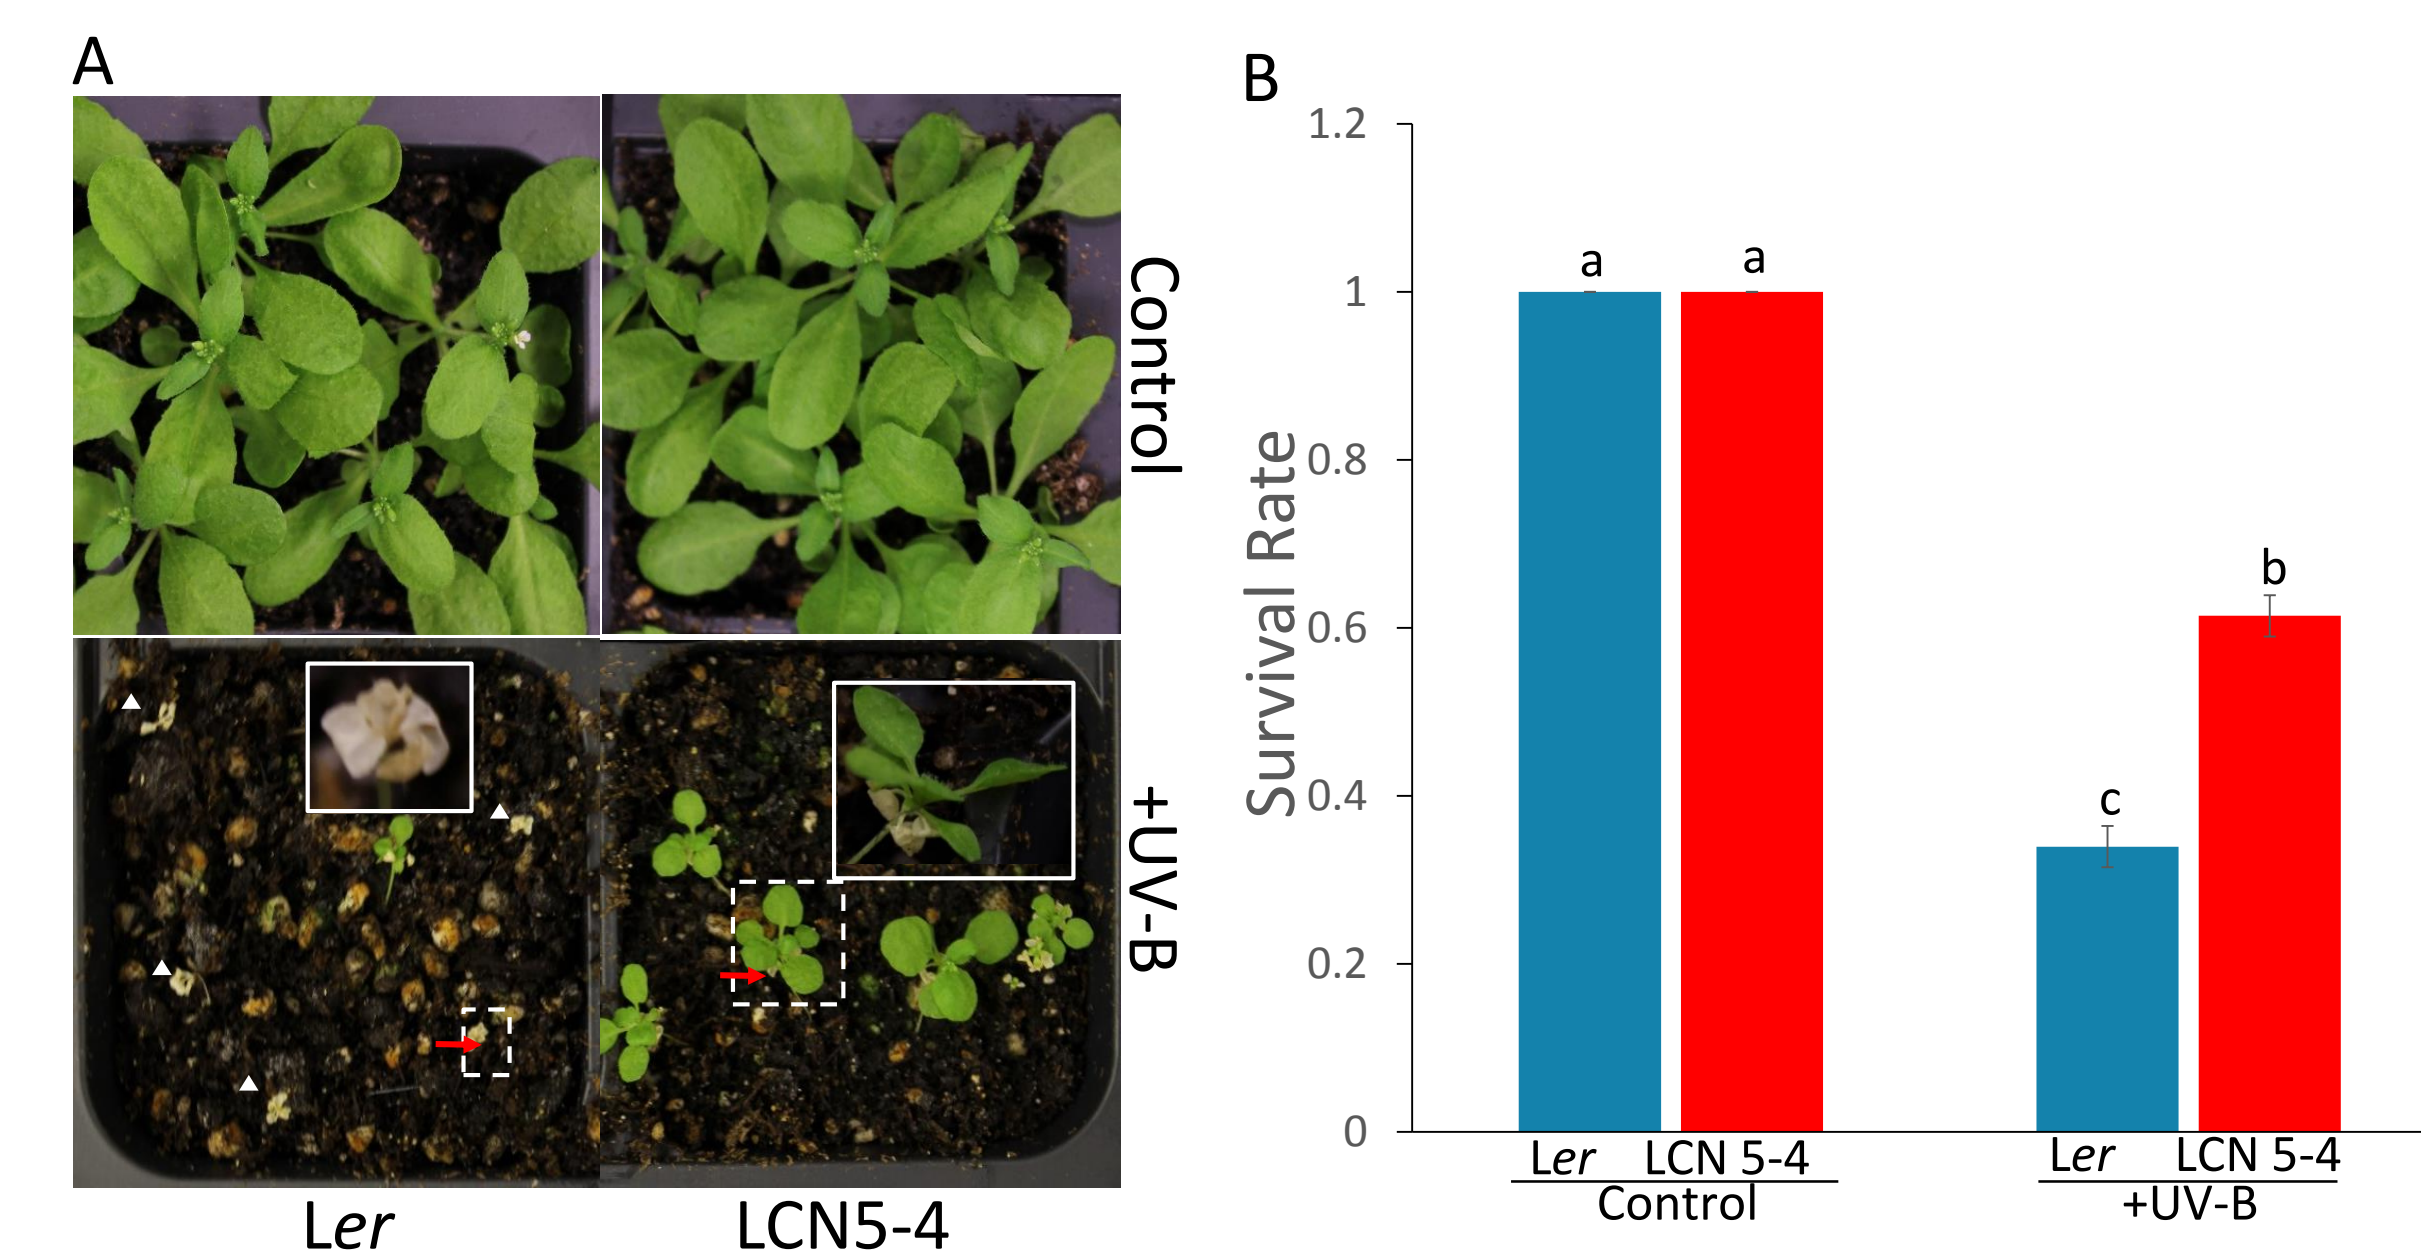 A
Control
+UV-B
Ler
LCN5-4
B
Survival Rate
1.2
1
0.8
0.6
0.4
0.2
0
a
a
c
b
Ler
LCN 5-4
Ler
LCN 5-4
Control
+UV-B